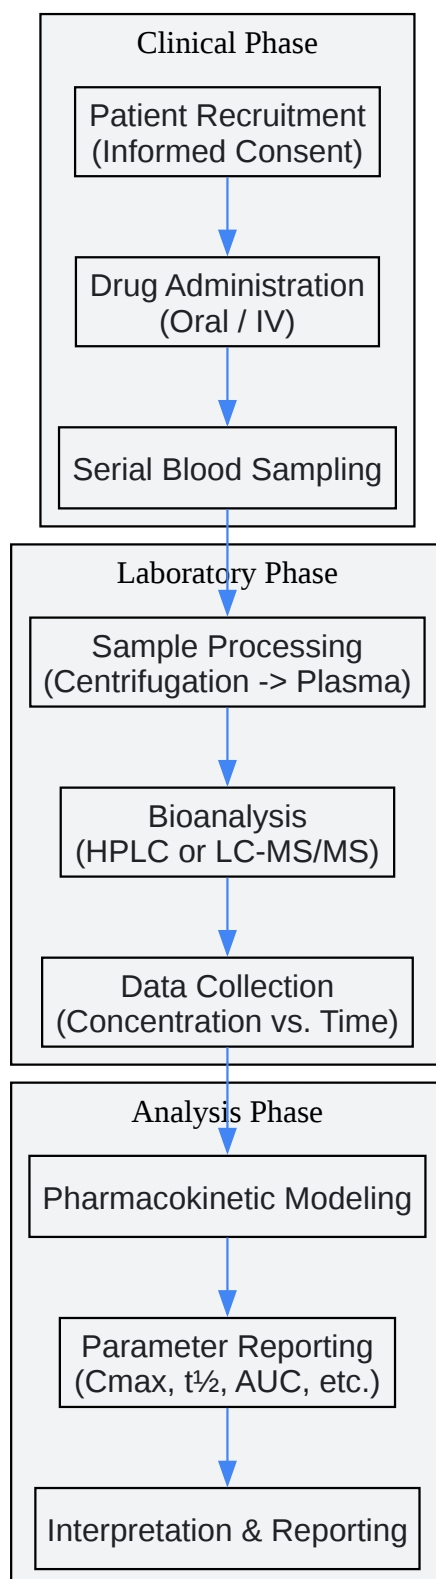 Clinical Phase
Patient Recruitment
(Informed Consent)
Drug Administration
(Oral / IV)
Serial Blood Sampling
Laboratory Phase
Sample Processing
(Centrifugation -> Plasma)
Bioanalysis
(HPLC or LC-MS/MS)
Data Collection
(Concentration vs. Time)
Analysis Phase
Pharmacokinetic Modeling
Parameter Reporting
(Cmax, t½, AUC, etc.)
Interpretation & Reporting